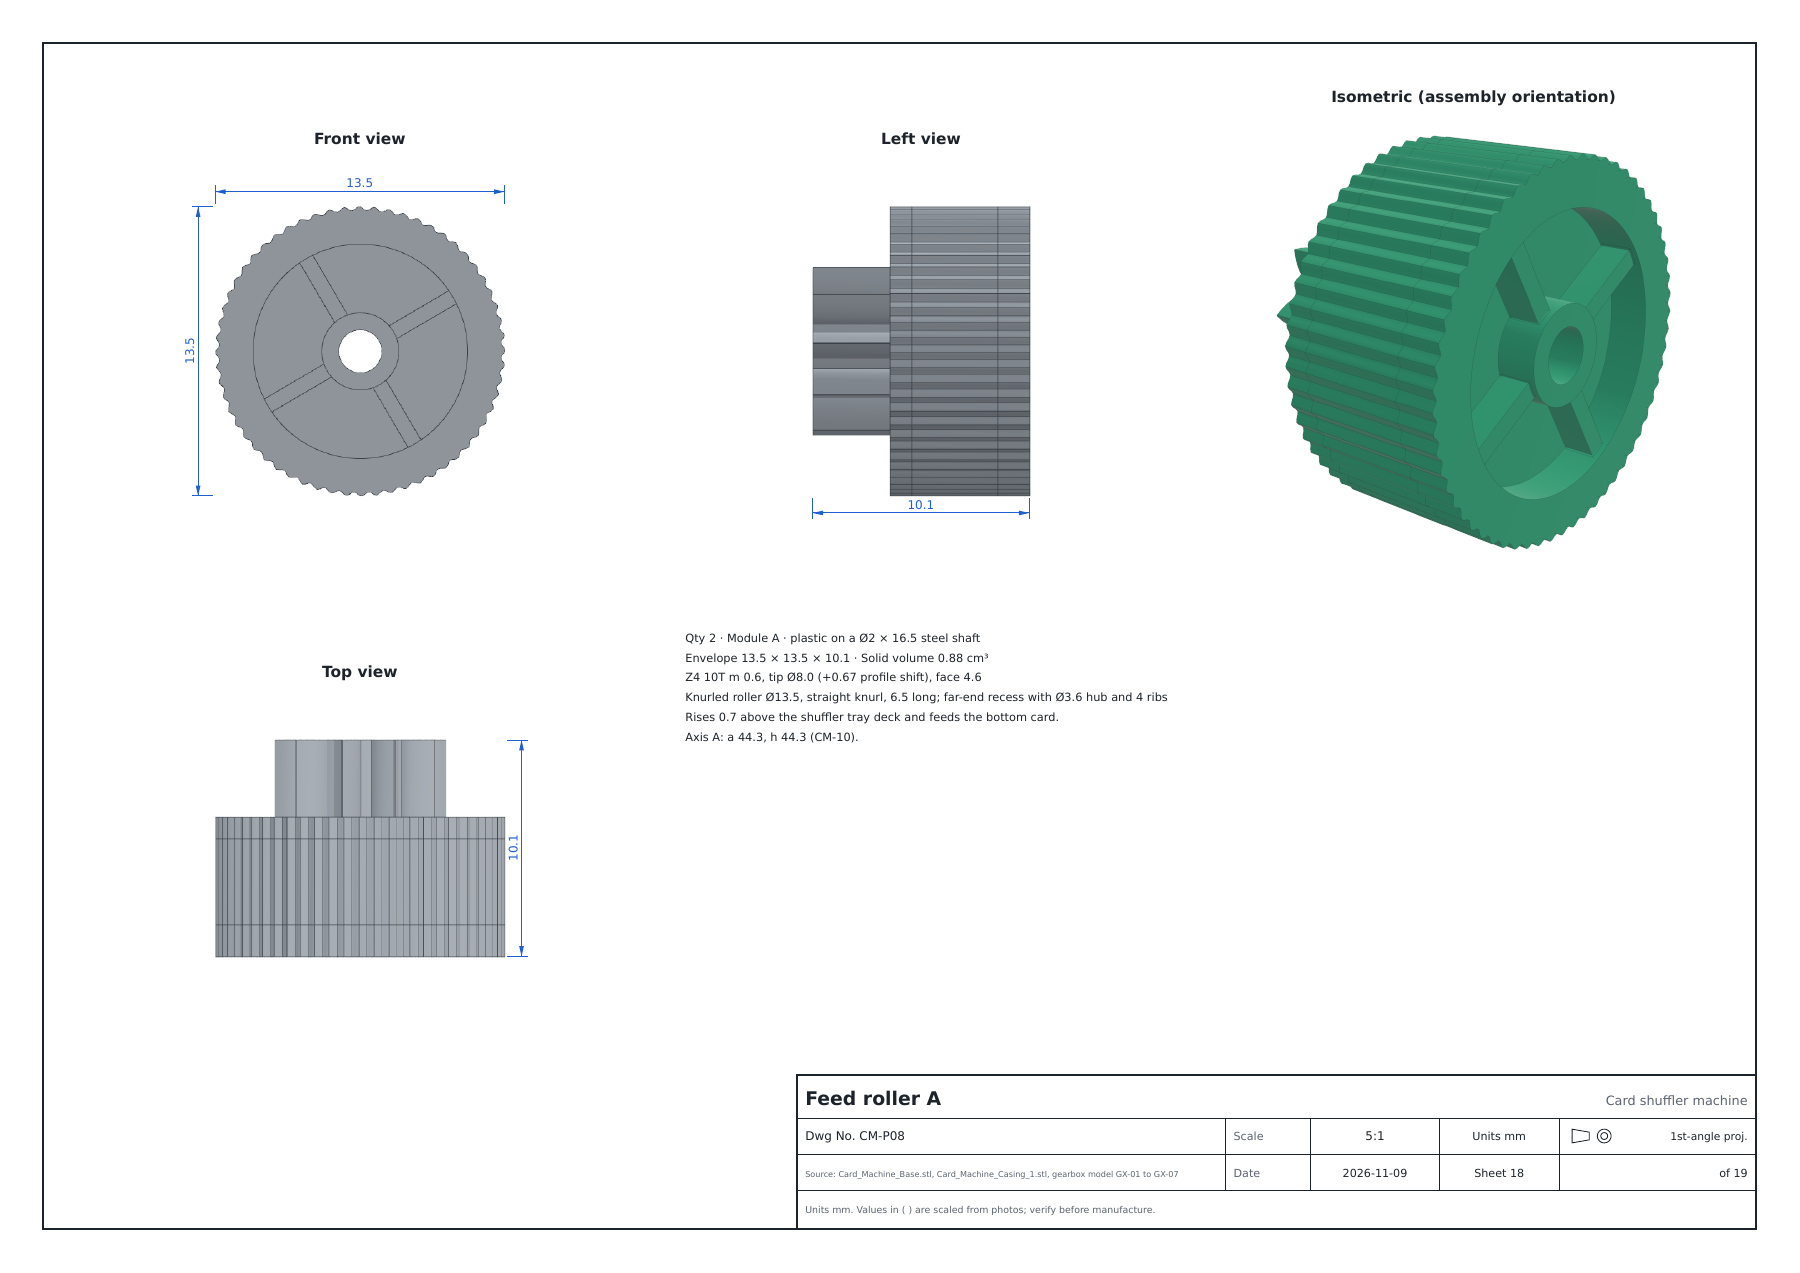 Isometric (assembly orientation)
Front view
Left view
13.5
13.5
10.1
Qty 2 · Module A · plastic on a Ø2 × 16.5 steel shaft
Envelope 13.5 × 13.5 × 10.1 · Solid volume 0.88 cm³
Z4 10T m 0.6, tip Ø8.0 (+0.67 profile shift), face 4.6
Knurled roller Ø13.5, straight knurl, 6.5 long; far-end recess with Ø3.6 hub and 4 ribs
Rises 0.7 above the shuffler tray deck and feeds the bottom card.
Axis A: a 44.3, h 44.3 (CM-10).
Top view
10.1
Feed roller A
Card shuffler machine
Dwg No. CM-P08
Scale
5:1
Units mm
1st-angle proj.
Source: Card_Machine_Base.stl, Card_Machine_Casing_1.stl, gearbox model GX-01 to GX-07
Date
2026-11-09
Sheet 18
of 19
Units mm. Values in ( ) are scaled from photos; verify before manufacture.